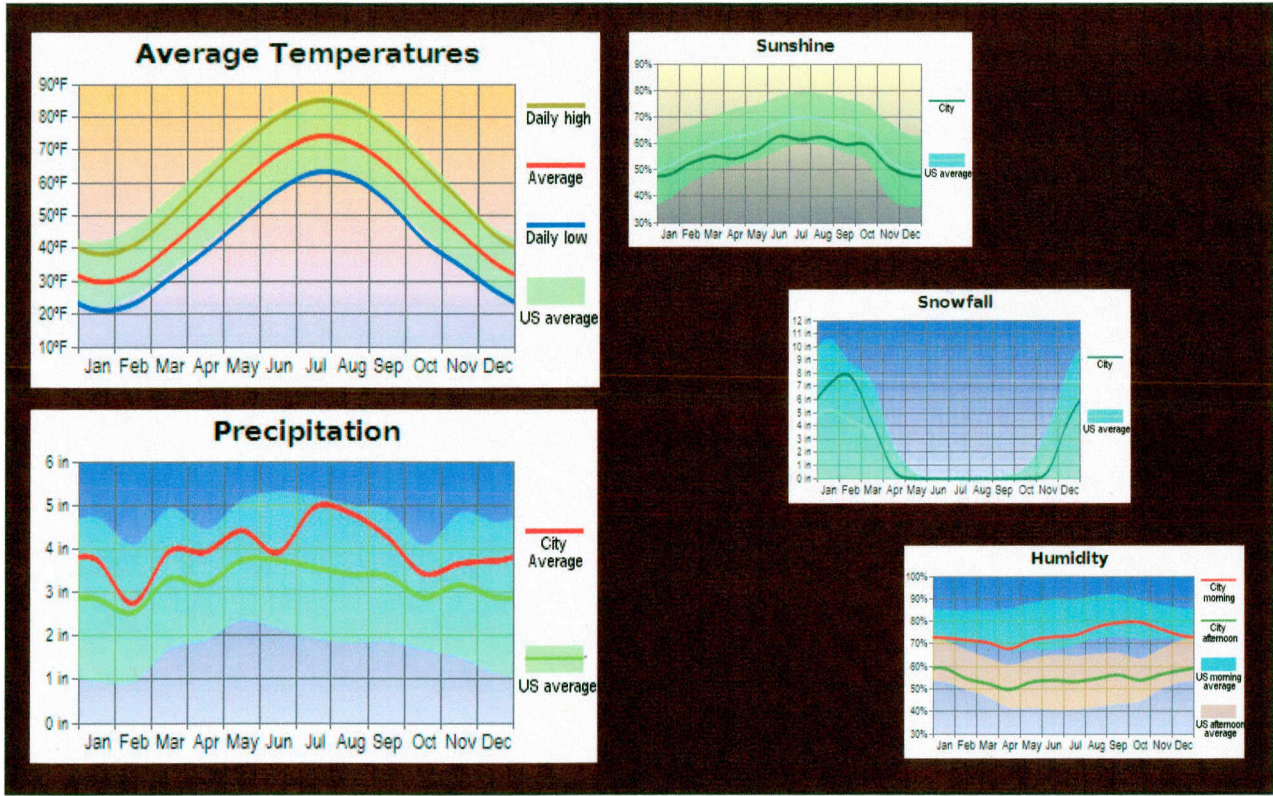 Average Temperatures
90ºF
80ºF
70ºF
60ºF
50ºF
40ºF
30ºF
20ºF
10ºF
Jan Feb Mar Apr May Jun Jul Aug Sep Oct Nov Dec
Daily high
Average
Daily low
US average
Sunshine
90%
80%
70%
60%
50%
40%
30%
Jan Feb Mar Apr May Jun Jul Aug Sep Oct Nov Dec
City
US average
Snowfall
12 in
11 in
10 in
9 in
8 in
7 in
6 in
5 in
4 in
3 in
2 in
1 in
0 in
Jan Feb Mar Apr May Jun Jul Aug Sep Oct Nov Dec
City
US average
Precipitation
6 in
5 in
4 in
3 in
2 in
1 in
0 in
Jan Feb Mar Apr May Jun Jul Aug Sep Oct Nov Dec
City
Average
US average
Humidity
100%
90%
80%
70%
60%
50%
40%
30%
Jan Feb Mar Apr May Jun Jul Aug Sep Oct Nov Dec
City
morning
City
afternoon
US morning
average
US afternoon
average